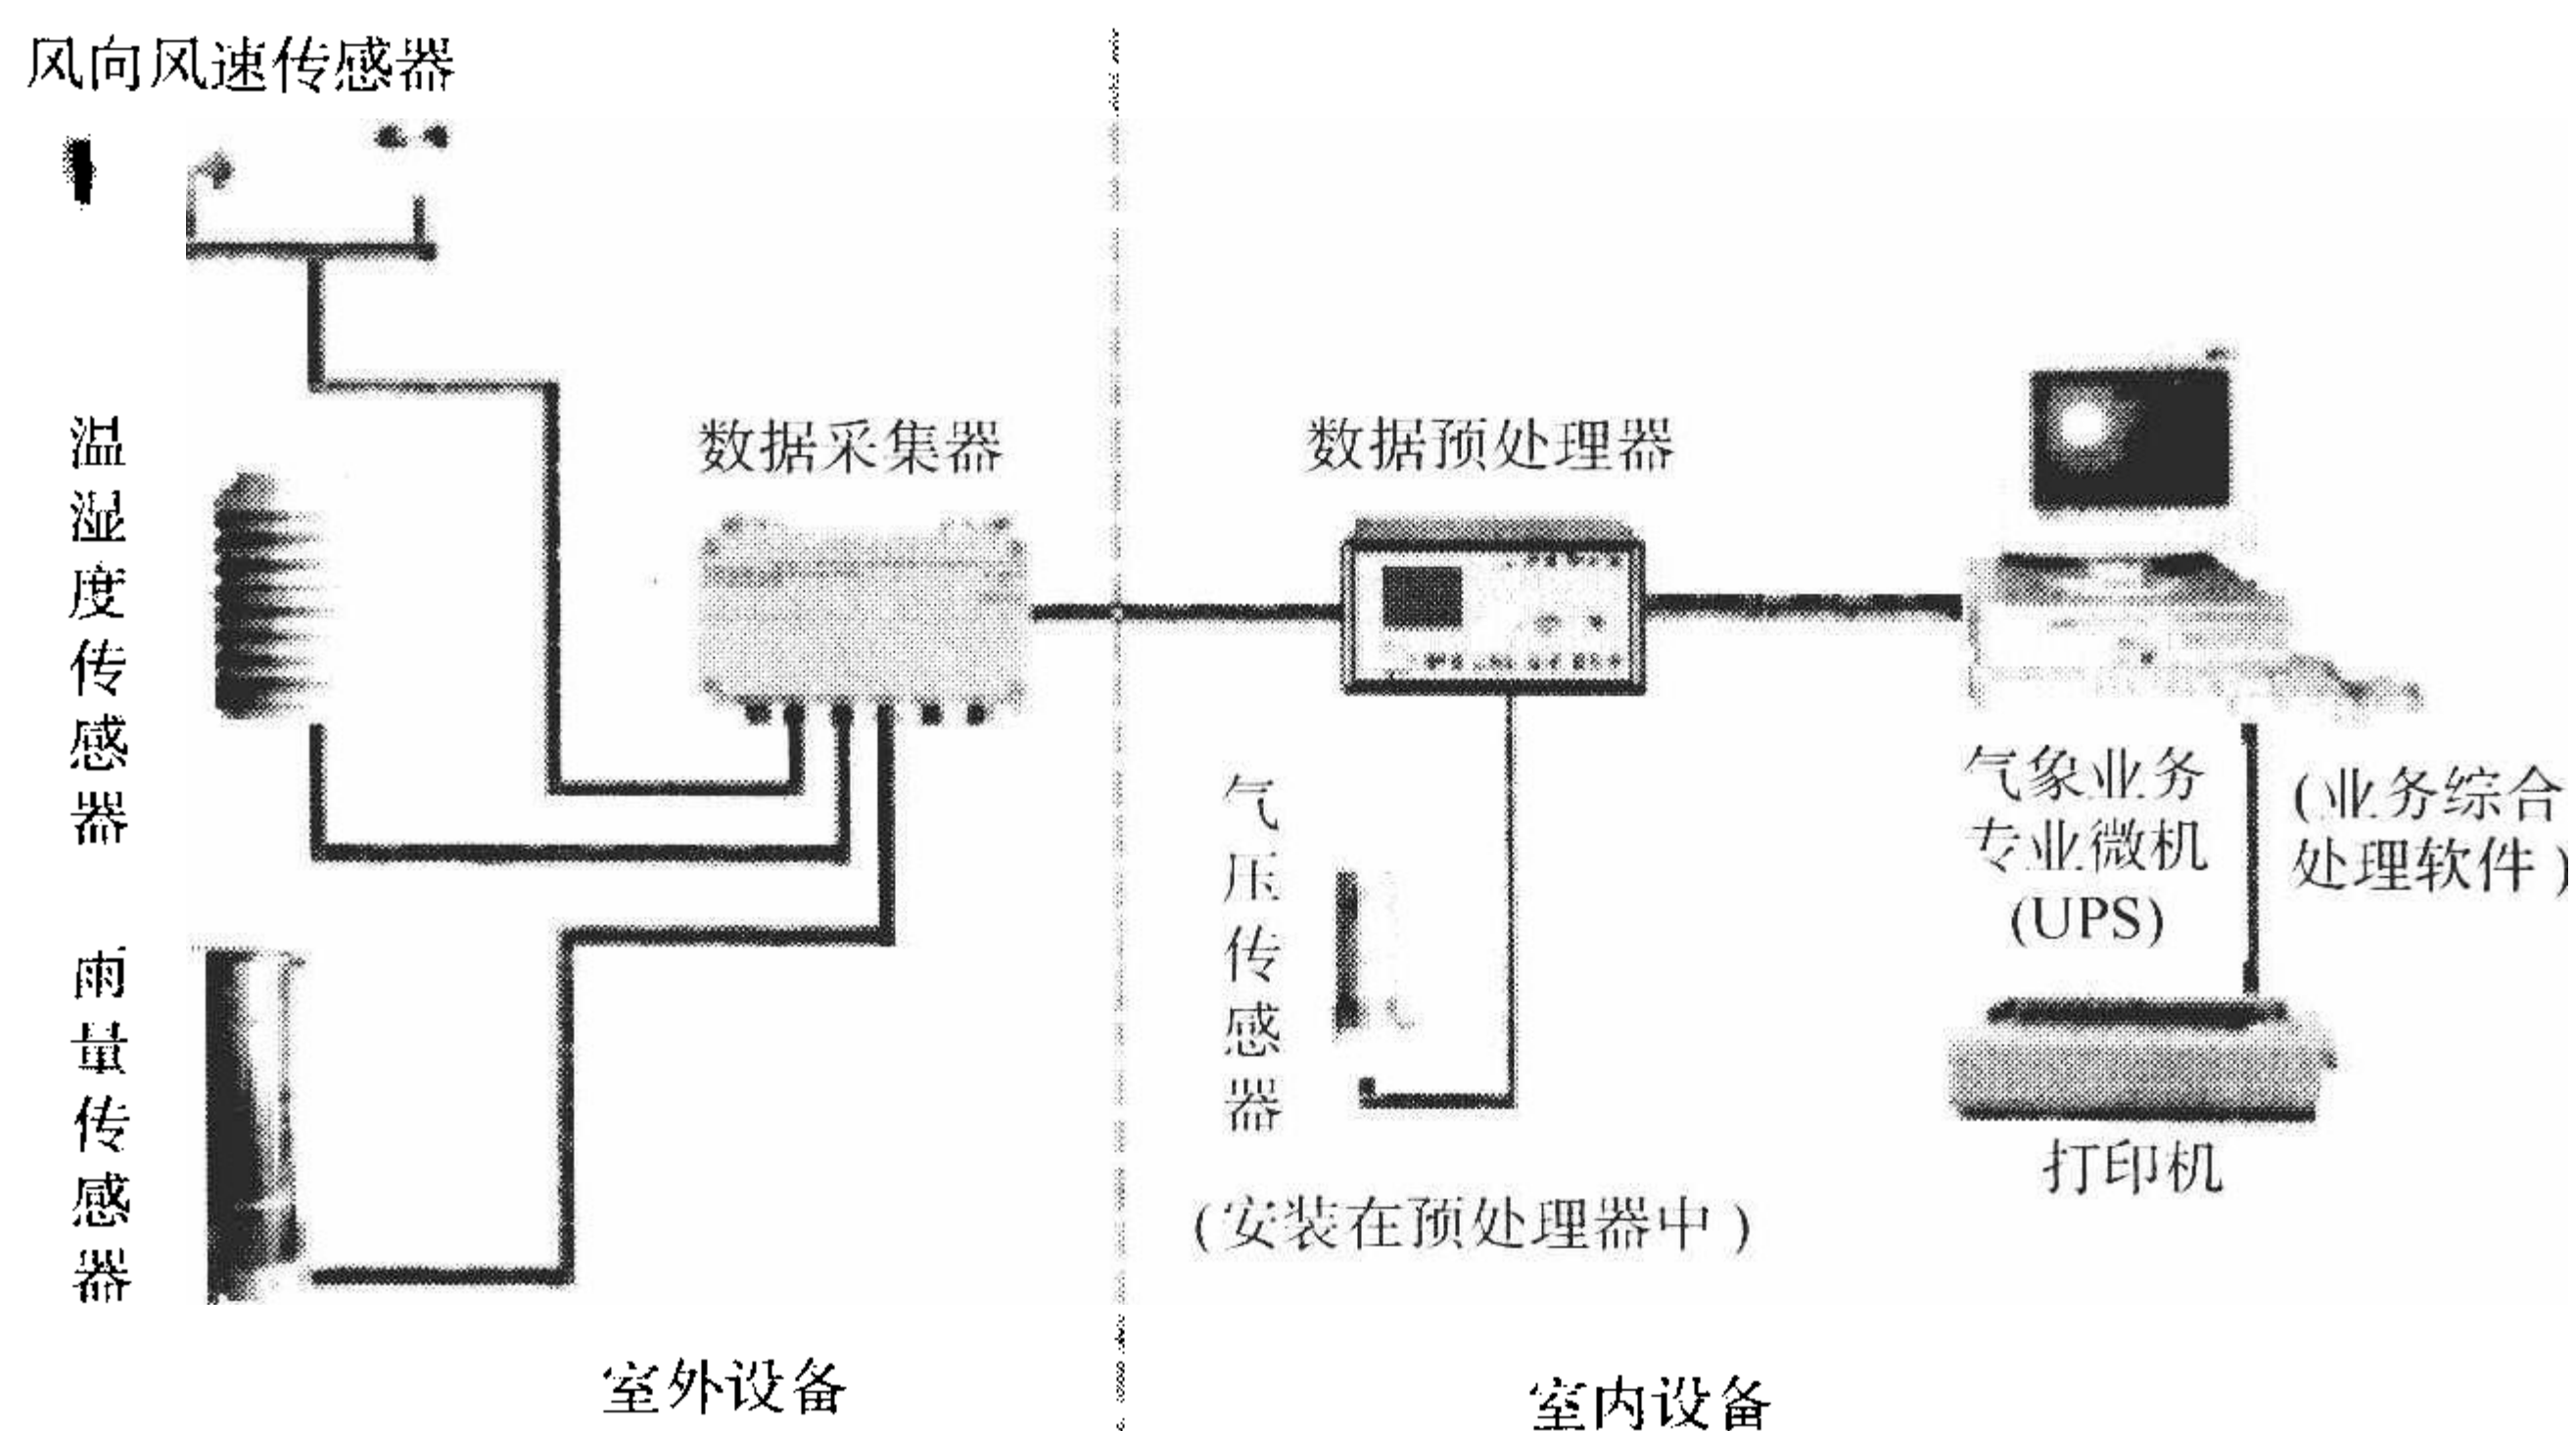 风向风速传感器
温湿度传感器
数据采集器
数据预处理器
气压传感器
气象业务
专业微机
(UPS)
(业务综合
处理软件)
雨量传感器
打印机
(安装在预处理器中)
室外设备
室内设备